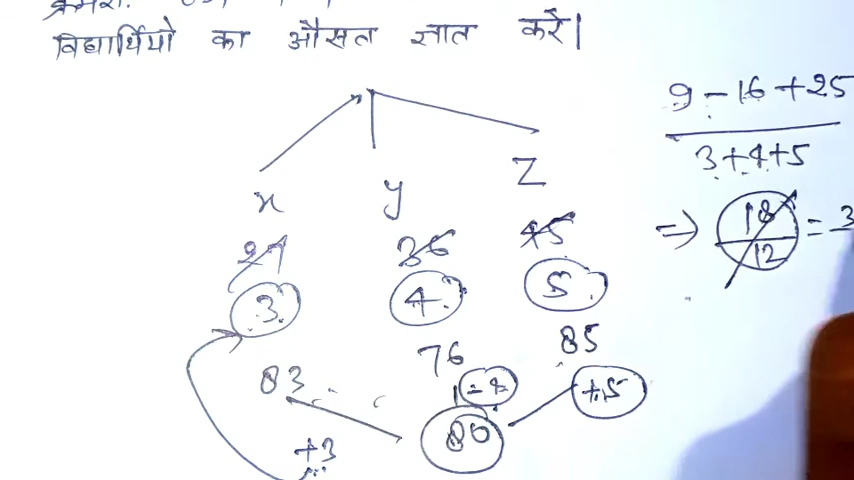 विद्यार्थियो का औसत ज्ञात करें।
9 - 16 + 25
3+4+5
x y Z
27 36 45
⇒ 18/12 = 3
3 4 5
83 76 85
-4 +5
80
+3